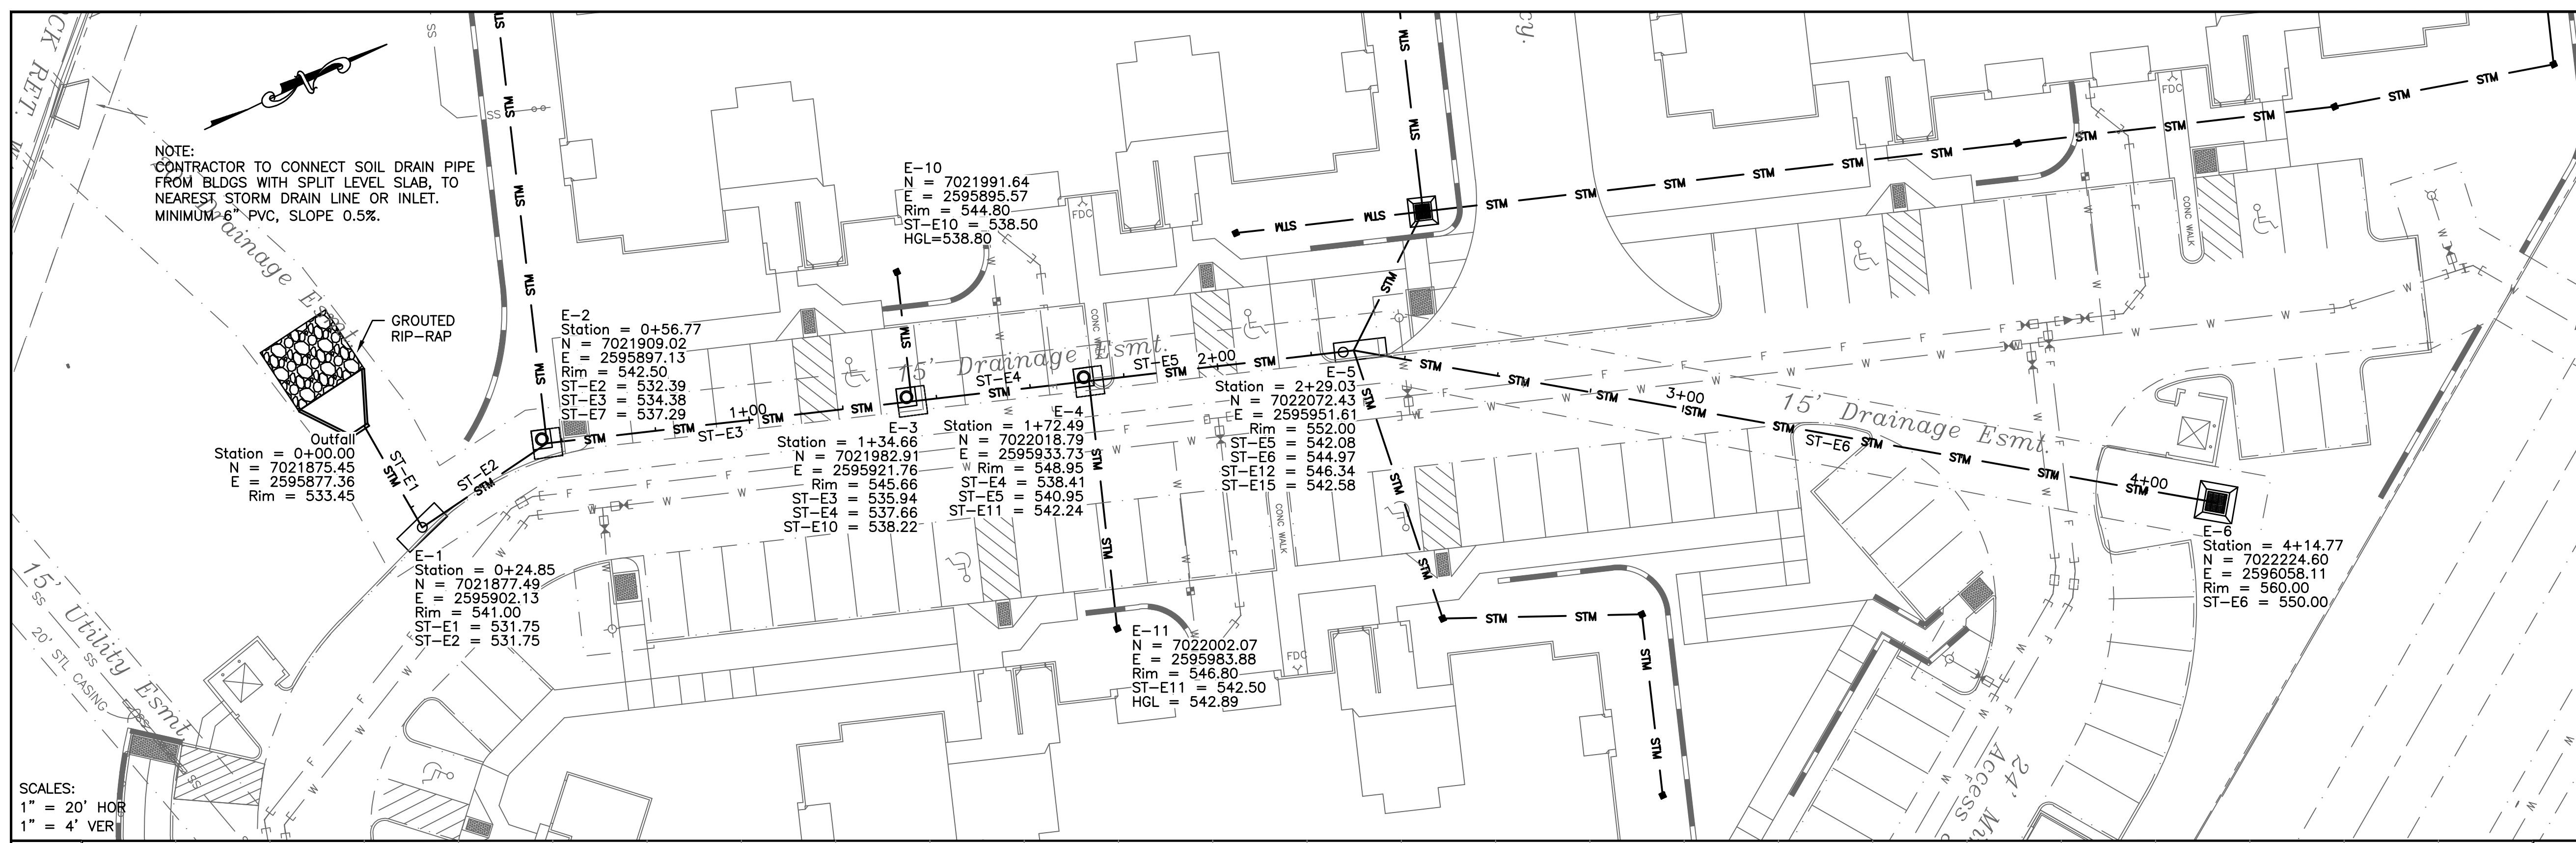 NOTE:
CONTRACTOR TO CONNECT SOIL DRAIN PIPE
FROM BLDGS WITH SPLIT LEVEL SLAB, TO
NEAREST STORM DRAIN LINE OR INLET.
MINIMUM 6" PVC, SLOPE 0.5%.
Drainage Esmt.
GROUTED
RIP-RAP
Outfall
Station = 0+00.00
N = 7021875.45
E = 2595877.36
Rim = 533.45
ST-E1
STM
ST-E2
STM
E-1
Station = 0+24.85
N = 7021877.49
E = 2595902.13
Rim = 541.00
ST-E1 = 531.75
ST-E2 = 531.75
E-2
Station = 0+56.77
N = 7021909.02
E = 2595897.13
Rim = 542.50
ST-E2 = 532.39
ST-E3 = 534.38
ST-E7 = 537.29
1+00
ST-E3
E-10
N = 7021991.64
E = 2595895.57
Rim = 544.80
ST-E10 = 538.50
HGL=538.80
E-3
Station = 1+34.66
N = 7021982.91
E = 2595921.76
Rim = 545.66
ST-E3 = 535.94
ST-E4 = 537.66
ST-E10 = 538.22
15' Drainage Esmt.
ST-E4
E-4
Station = 1+72.49
N = 7022018.79
E = 2595933.73
Rim = 548.95
ST-E4 = 538.41
ST-E5 = 540.95
ST-E11 = 542.24
ST-E5
2+00
E-11
N = 7022002.07
E = 2595983.88
Rim = 546.80
ST-E11 = 542.50
HGL = 542.89
E-5
Station = 2+29.03
N = 7022072.43
E = 2595951.61
Rim = 552.00
ST-E5 = 542.08
ST-E6 = 544.97
ST-E12 = 546.34
ST-E15 = 542.58
3+00
15' Drainage Esmt.
ST-E6
4+00
E-6
Station = 4+14.77
N = 7022224.60
E = 2596058.11
Rim = 560.00
ST-E6 = 550.00
FDC
FDC
FDC
CONC WALK
CONC WALK
CONC WALK
15' Utility Esmt.
20' STL CASING
24'
Access
SCALES:
1" = 20' HOR
1" = 4' VER